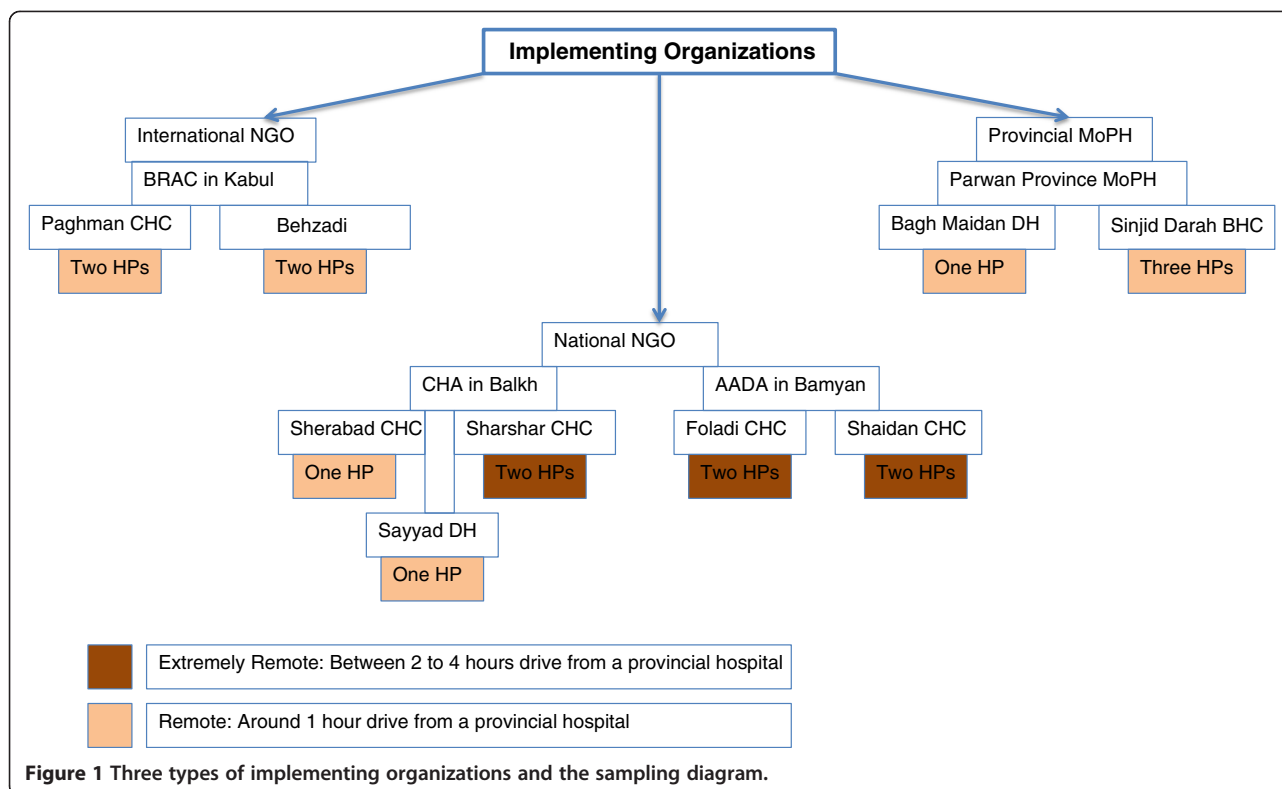 Implementing Organizations
International NGO
BRAC in Kabul
Paghman CHC
Behzadi
Two HPs
Two HPs
Provincial MoPH
Parwan Province MoPH
Bagh Maidan DH
Sinjid Darah BHC
One HP
Three HPs
National NGO
CHA in Balkh
AADA in Bamyan
Sherabad CHC
Sharshar CHC
Foladi CHC
Shaidan CHC
One HP
Two HPs
Two HPs
Two HPs
Sayyad DH
One HP
Extremely Remote: Between 2 to 4 hours drive from a provincial hospital
Remote: Around 1 hour drive from a provincial hospital
Figure 1 Three types of implementing organizations and the sampling diagram.